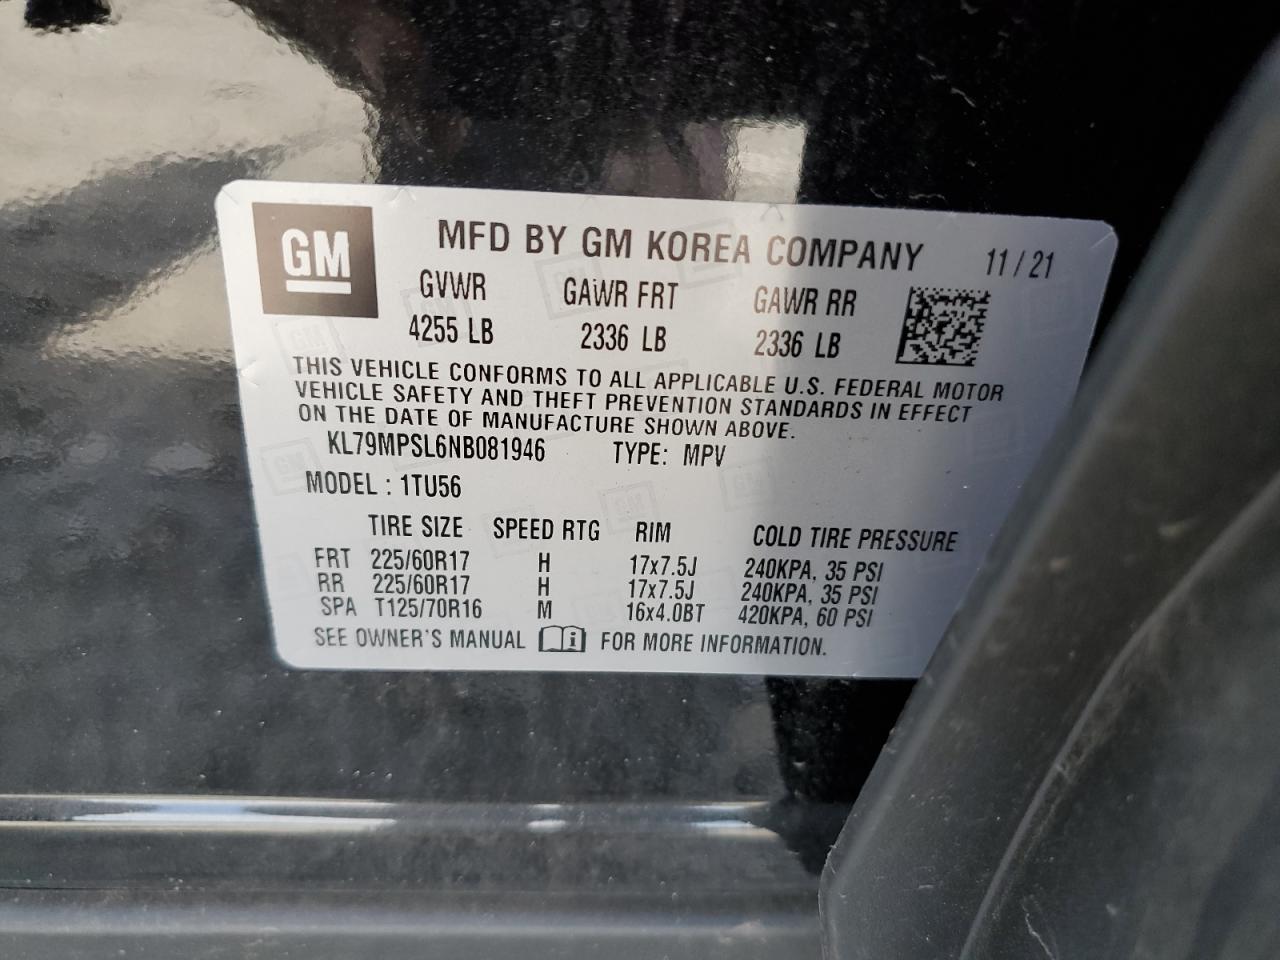 GM
MFD BY GM KOREA COMPANY 11/21
GVWR GAWR FRT GAWR RR
4255 LB 2336 LB 2336 LB
THIS VEHICLE CONFORMS TO ALL APPLICABLE U.S. FEDERAL MOTOR
VEHICLE SAFETY AND THEFT PREVENTION STANDARDS IN EFFECT
ON THE DATE OF MANUFACTURE SHOWN ABOVE.
KL79MPSL6NB081946 TYPE: MPV
MODEL : 1TU56
TIRE SIZE SPEED RTG RIM COLD TIRE PRESSURE
FRT 225/60R17 H 17x7.5J 240KPA, 35 PSI
RR 225/60R17 H 17x7.5J 240KPA, 35 PSI
SPA T125/70R16 M 16x4.0BT 420KPA, 60 PSI
SEE OWNER'S MANUAL FOR MORE INFORMATION.